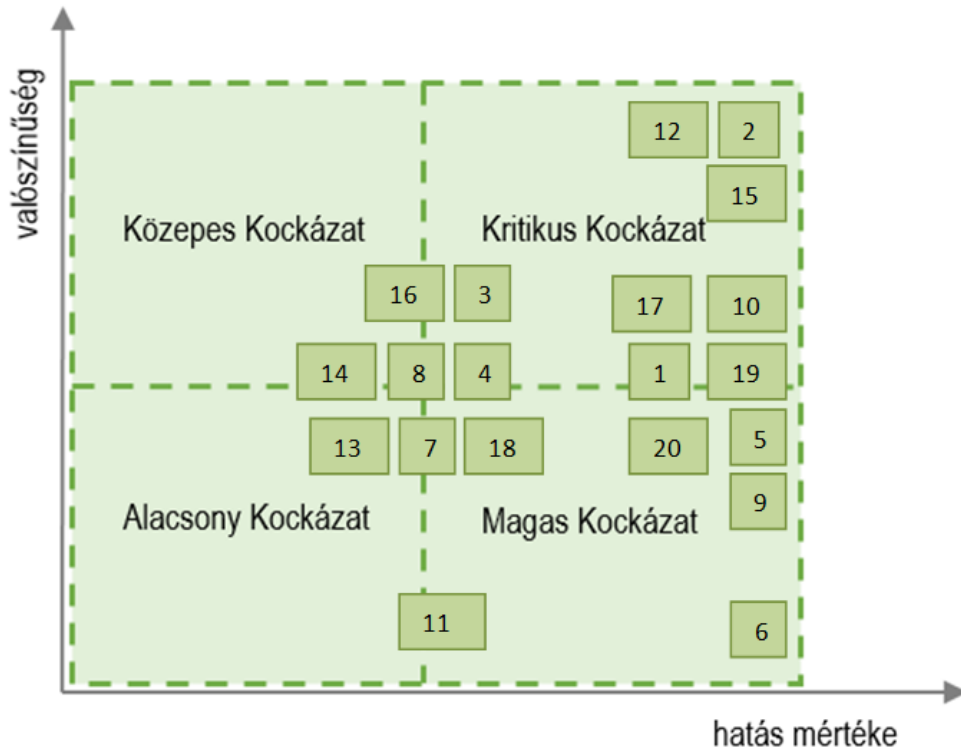 valószínűség
12 2
15
Közepes Kockázat Kritikus Kockázat
16 3 17 10
14 8 4 1 19
13 7 18 20 5
9
Alacsony Kockázat Magas Kockázat
11 6
hatás mértéke